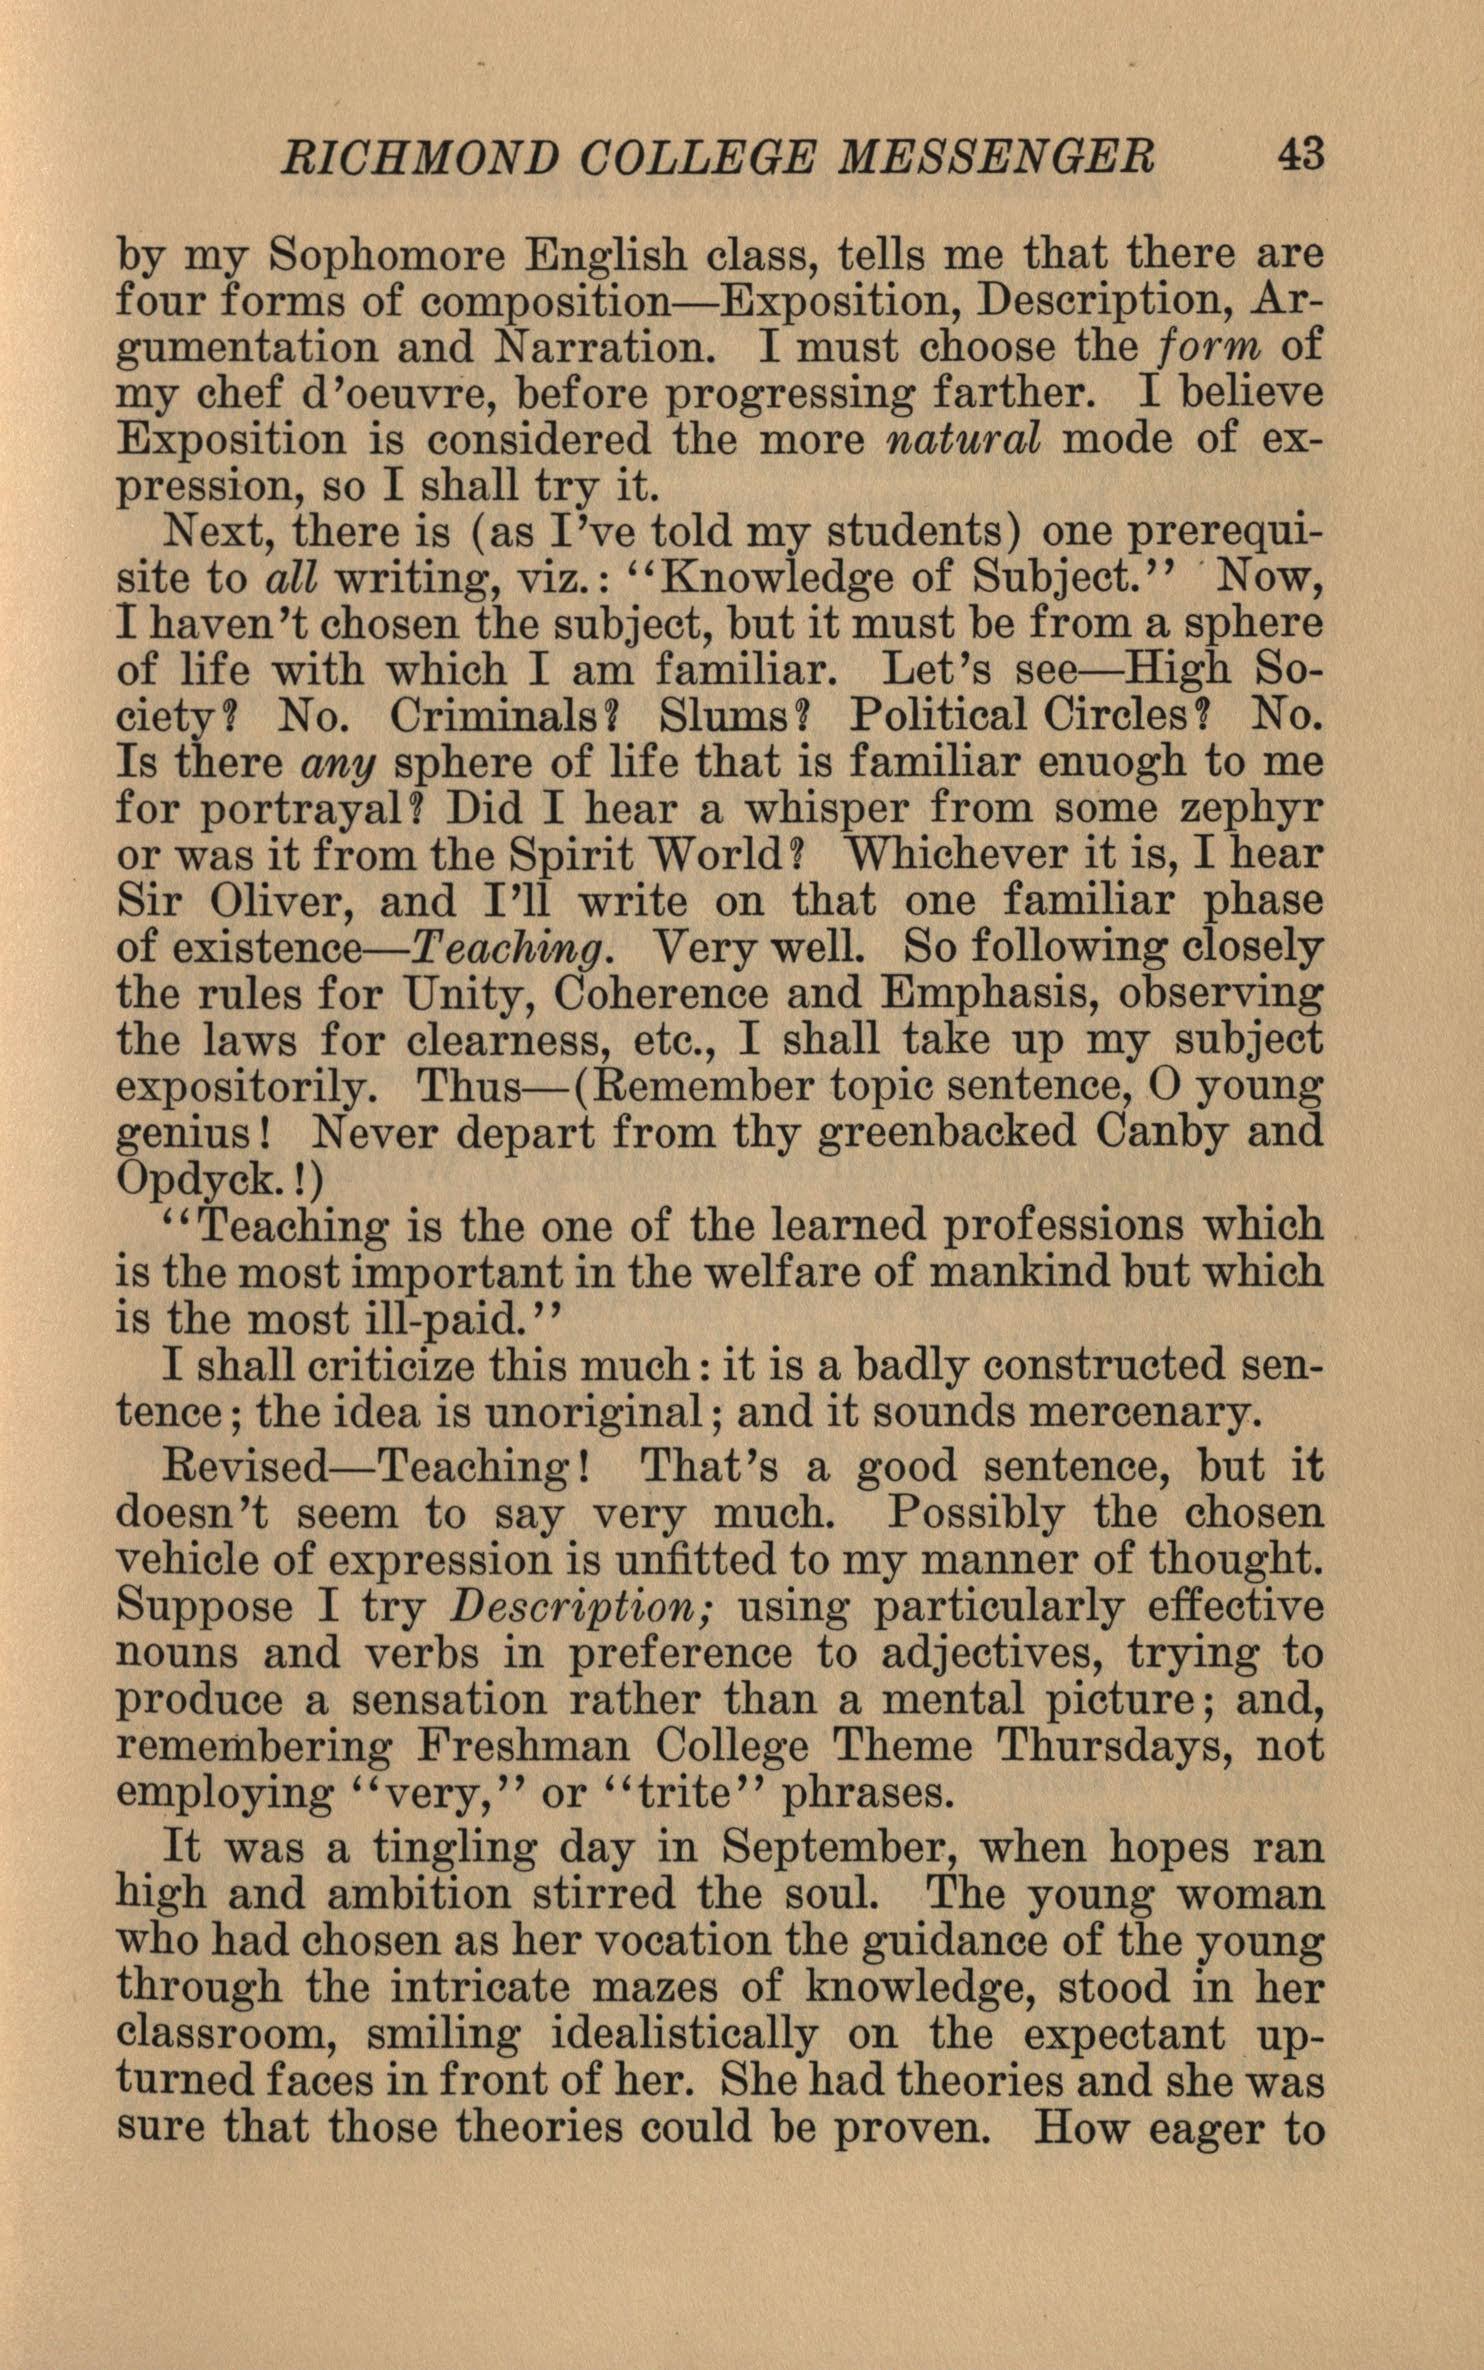 RICHMOND COLLEGE MESSENGER 43
by my Sophomore English class, tells me that there are
four forms of composition—Exposition, Description, Ar-
gumentation and Narration. I must choose the form of
my chef d'oeuvre, before progressing farther. I believe
Exposition is considered the more natural mode of ex-
pression, so I shall try it.
Next, there is (as I've told my students) one prerequi-
site to all writing, viz.: "Knowledge of Subject." Now,
I haven't chosen the subject, but it must be from a sphere
of life with which I am familiar. Let's see—High So-
ciety? No. Criminals? Slums? Political Circles? No.
Is there any sphere of life that is familiar enuogh to me
for portrayal? Did I hear a whisper from some zephyr
or was it from the Spirit World? Whichever it is, I hear
Sir Oliver, and I'll write on that one familiar phase
of existence—Teaching. Very well. So following closely
the rules for Unity, Coherence and Emphasis, observing
the laws for clearness, etc., I shall take up my subject
expositorily. Thus—(Remember topic sentence, O young
genius! Never depart from thy greenbacked Canby and
Opdyck.!)
"Teaching is the one of the learned professions which
is the most important in the welfare of mankind but which
is the most ill-paid."
I shall criticize this much: it is a badly constructed sen-
tence; the idea is unoriginal; and it sounds mercenary.
Revised—Teaching! That's a good sentence, but it
doesn't seem to say very much. Possibly the chosen
vehicle of expression is unfitted to my manner of thought.
Suppose I try Description; using particularly effective
nouns and verbs in preference to adjectives, trying to
produce a sensation rather than a mental picture; and,
remembering Freshman College Theme Thursdays, not
employing "very," or "trite" phrases.
It was a tingling day in September, when hopes ran
high and ambition stirred the soul. The young woman
who had chosen as her vocation the guidance of the young
through the intricate mazes of knowledge, stood in her
classroom, smiling idealistically on the expectant up-
turned faces in front of her. She had theories and she was
sure that those theories could be proven. How eager to